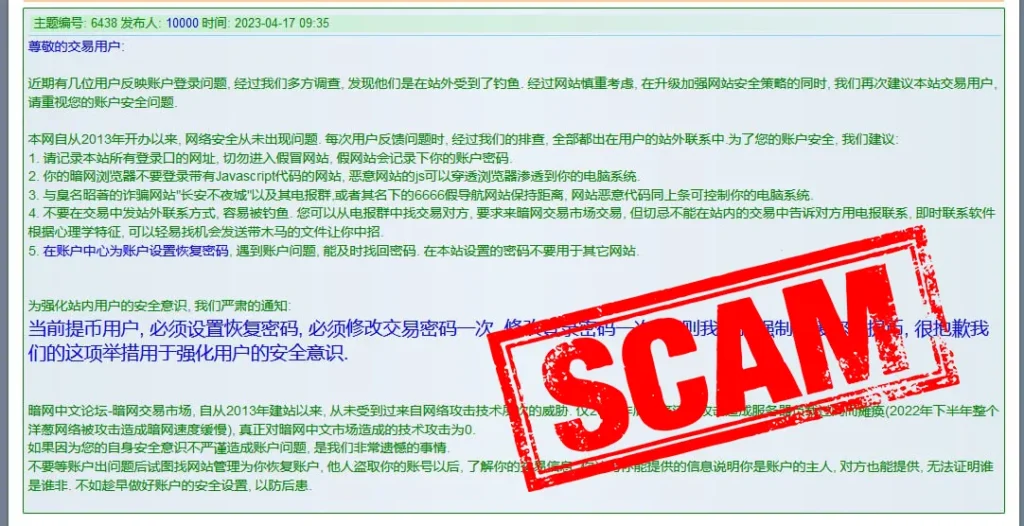 主题编号: 6438 发布人: 10000 时间: 2023-04-17 09:35
尊敬的交易用户:
近期有几位用户反映账户登录问题, 经过我们多方调查, 发现他们是在站外受到了钓鱼. 经过网站慎重考虑, 在升级加强网站安全策略的同时, 我们再次建议本站交易用户,
请重视您的账户安全问题.
本网自从2013年开办以来, 网络安全从未出现问题. 每次用户反馈问题时, 经过我们的排查, 全部都出在用户的站外联系中.为了您的账户安全, 我们建议:
1. 请记录本站所有登录口的网址, 切勿进入假冒网站, 假网站会记录下你的账户密码.
2. 你的暗网浏览器不要登录带有Javascript代码的网站, 恶意网站的js可以穿透浏览器渗透到你的电脑系统.
3. 与臭名昭著的诈骗网站"长安不夜城"以及其电报群,或者其名下的6666假导航网站保持距离, 网站恶意代码同上条可控制你的电脑系统.
4. 不要在交易中发站外联系方式, 容易被钓鱼. 您可以从电报群中找交易对方, 要求来暗网交易市场交易, 但切忌不能在站内的交易中告诉对方用电报联系, 即时联系软件
根据心理学特征, 可以轻易找机会发送带木马的文件让你中招.
5. 在账户中心为账户设置恢复密码, 遇到账户问题, 能及时找回密码. 在本站设置的密码不要用于其它网站.
为强化站内用户的安全意识, 我们严肃的通知:
当前提币用户, 必须设置恢复密码, 必须修改交易密码一次, 修改登录密码一次 则我 强制 币, 很抱歉我
们的这项举措用于强化用户的安全意识.
SCAM
暗网中文论坛-暗网交易市场, 自从2013年建站以来, 从未受到过来自网络攻击技术层次的威胁. 仅2 年 攻击造成服务器 瘫痪(2022年下半年整个
洋葱网络被攻击造成暗网速度缓慢), 真正对暗网中文市场造成的技术攻击为0.
如果因为您的自身安全意识不严谨造成账户问题, 是我们非常遗憾的事情.
不要等账户出问题后试图找网站管理为你恢复账户, 他人盗取你的账号以后, 了解你的交易信息, 你能提供的信息说明你是账户的主人, 对方也能提供, 无法证明谁
是谁非. 不如趁早做好账户的安全设置, 以防后患.